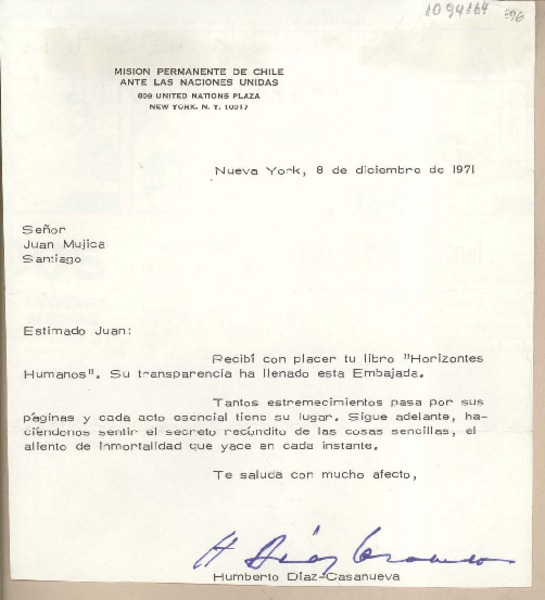 1094164 396
MISION PERMANENTE DE CHILE
ANTE LAS NACIONES UNIDAS
809 UNITED NATIONS PLAZA
NEW YORK, N. Y. 10017
Nueva York, 8 de diciembre de 1971
Señor
Juan Mujica
Santiago
Estimado Juan:
Recibí con placer tu libro "Horizontes
Humanos". Su transparencia ha llenado esta Embajada.
Tantos estremecimientos pasa por sus
páginas y cada acto esencial tiene su lugar. Sigue adelante, ha-
ciéndonos sentir el secreto recóndito de las cosas sencillas, el
aliento de inmortalidad que yace en cada instante.
Te saluda con mucho afecto,
H Díaz Casanueva
Humberto Díaz-Casanueva